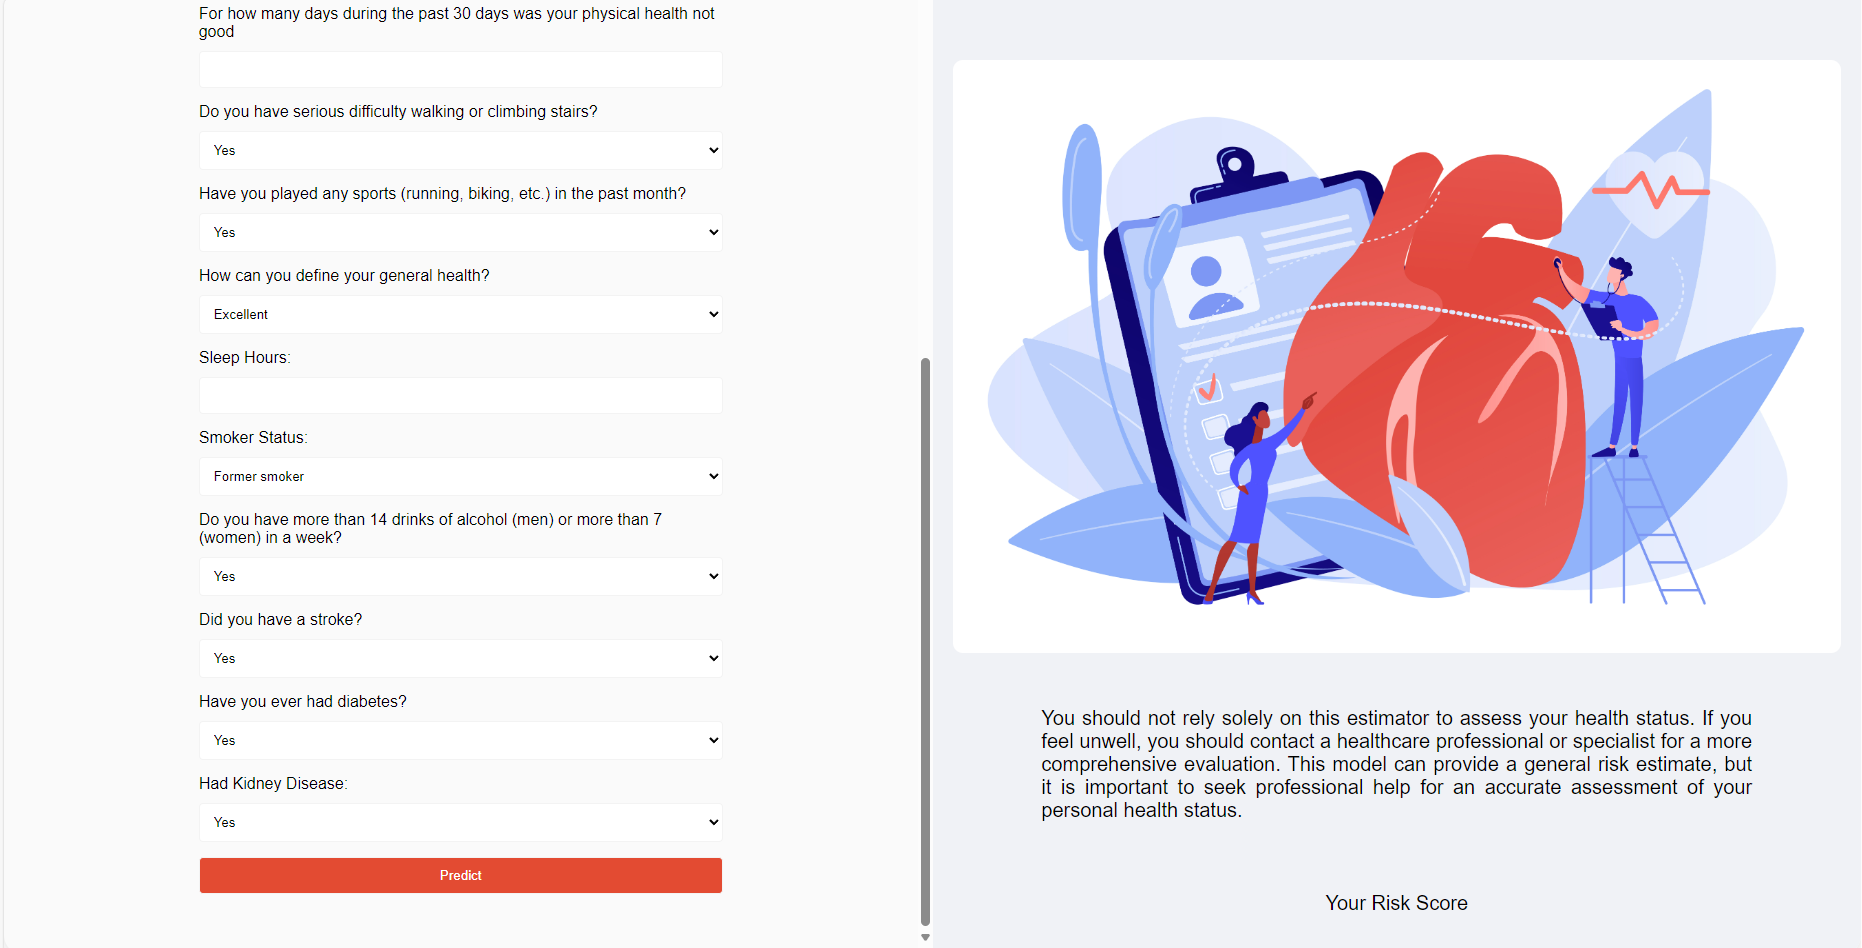 For how many days during the past 30 days was your physical health not
good
Do you have serious difficulty walking or climbing stairs?
Yes
Have you played any sports (running, biking, etc.) in the past month?
Yes
How can you define your general health?
Excellent
Sleep Hours:
Smoker Status:
Former smoker
Do you have more than 14 drinks of alcohol (men) or more than 7
(women) in a week?
Yes
Did you have a stroke?
Yes
Have you ever had diabetes?
Yes
Had Kidney Disease:
Yes
Predict
You should not rely solely on this estimator to assess your health status. If you
feel unwell, you should contact a healthcare professional or specialist for a more
comprehensive evaluation. This model can provide a general risk estimate, but
it is important to seek professional help for an accurate assessment of your
personal health status.
Your Risk Score